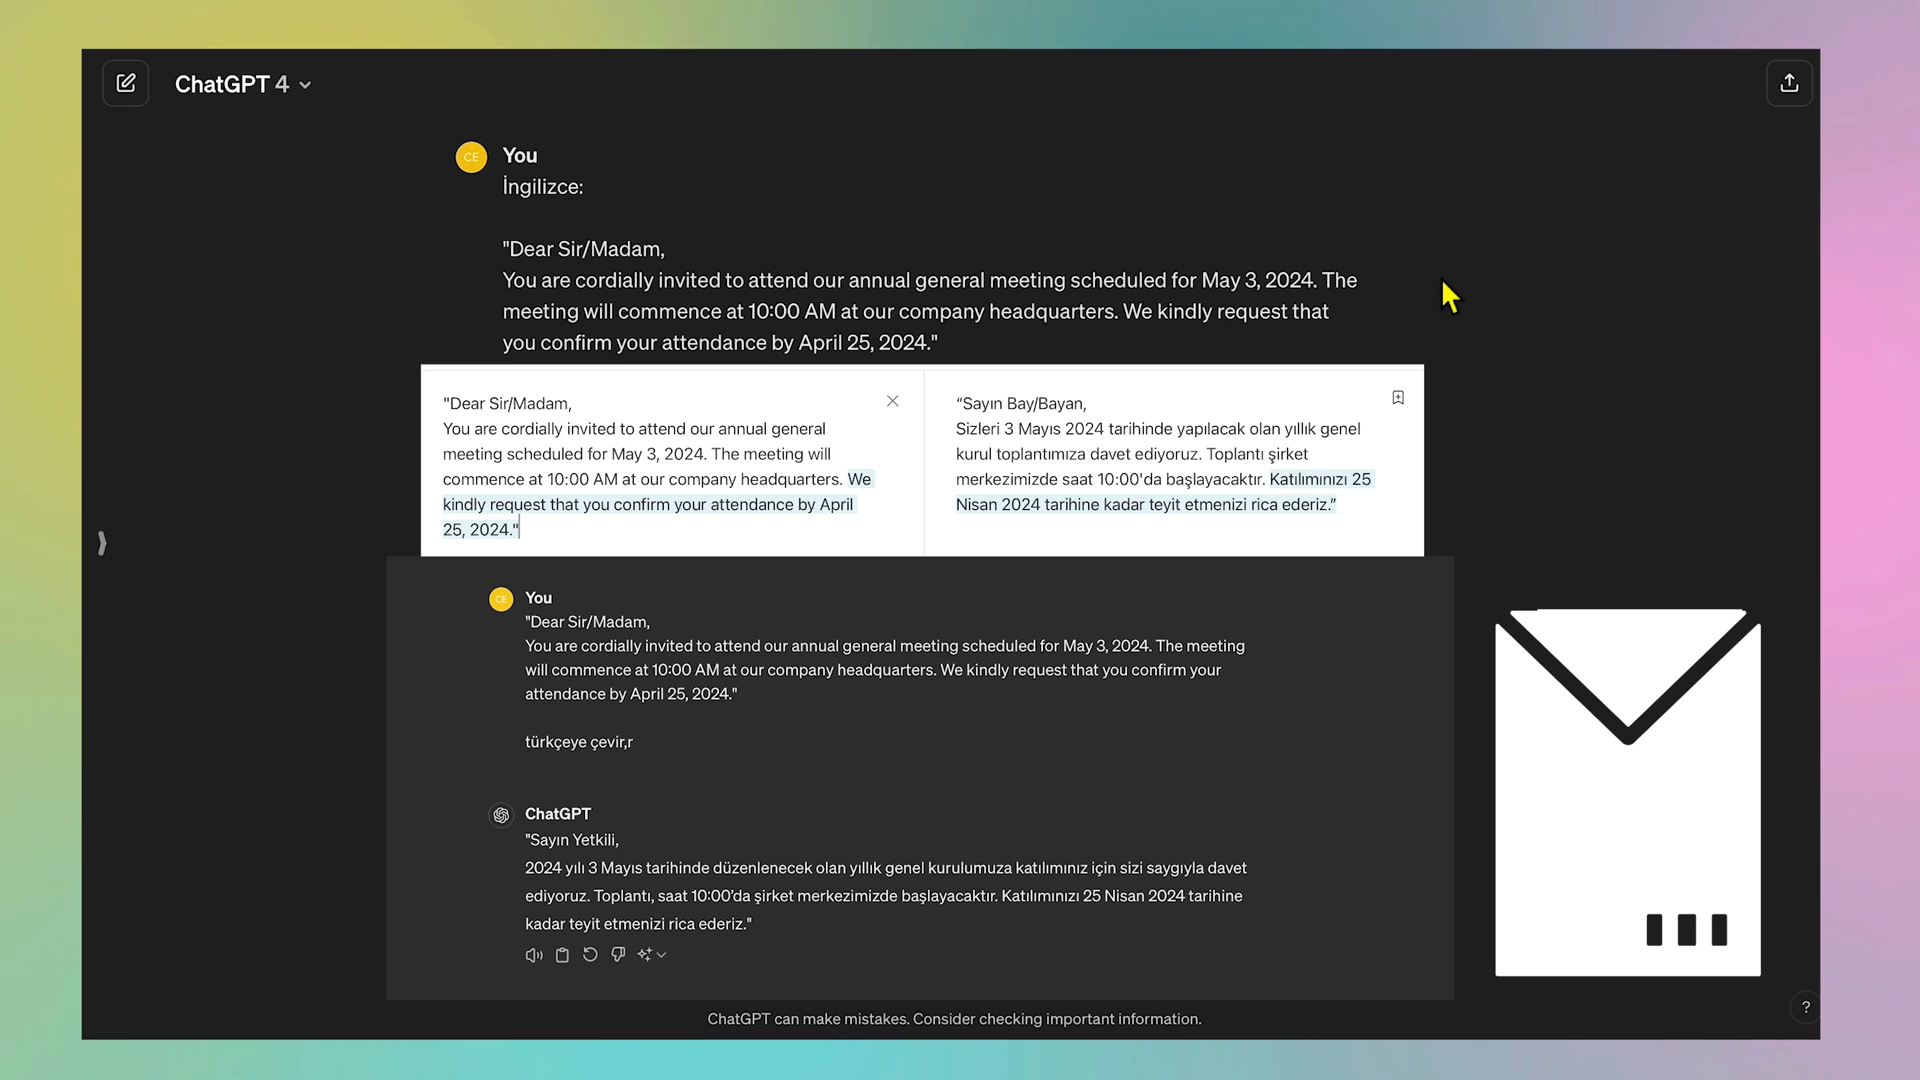 ChatGPT 4
CE
You
İngilizce:
"Dear Sir/Madam,
You are cordially invited to attend our annual general meeting scheduled for May 3, 2024. The
meeting will commence at 10:00 AM at our company headquarters. We kindly request that
you confirm your attendance by April 25, 2024."
"Dear Sir/Madam,
You are cordially invited to attend our annual general
meeting scheduled for May 3, 2024. The meeting will
commence at 10:00 AM at our company headquarters. We
kindly request that you confirm your attendance by April
25, 2024."
“Sayın Bay/Bayan,
Sizleri 3 Mayıs 2024 tarihinde yapılacak olan yıllık genel
kurul toplantımıza davet ediyoruz. Toplantı şirket
merkezimizde saat 10:00'da başlayacaktır. Katılımınızı 25
Nisan 2024 tarihine kadar teyit etmenizi rica ederiz.”
CE
You
"Dear Sir/Madam,
You are cordially invited to attend our annual general meeting scheduled for May 3, 2024. The meeting
will commence at 10:00 AM at our company headquarters. We kindly request that you confirm your
attendance by April 25, 2024."
türkçeye çevir,r
ChatGPT
"Sayın Yetkili,
2024 yılı 3 Mayıs tarihinde düzenlenecek olan yıllık genel kurulumuza katılımınız için sizi saygıyla davet
ediyoruz. Toplantı, saat 10:00’da şirket merkezimizde başlayacaktır. Katılımınızı 25 Nisan 2024 tarihine
kadar teyit etmenizi rica ederiz."
ChatGPT can make mistakes. Consider checking important information.
?